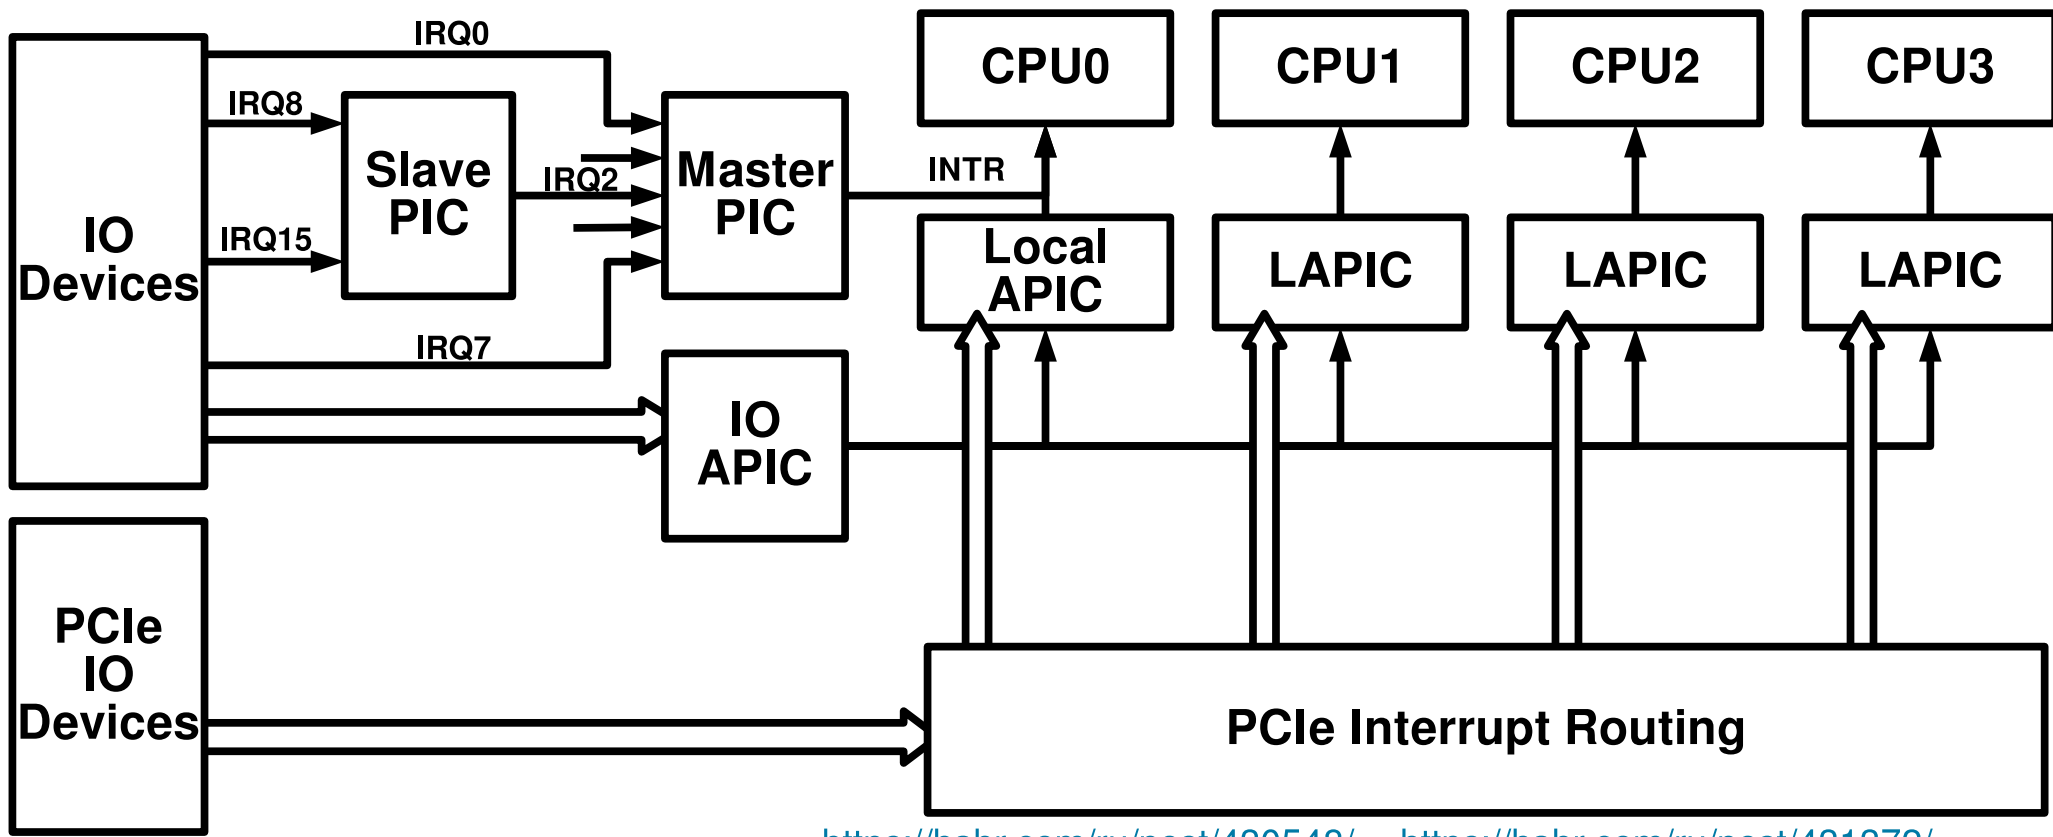 IRQ0
CPU0
CPU1
CPU2
CPU3
IRQ8
Slave
PIC
IRQ2
Master
PIC
INTR
IO
Devices
IRQ15
Local
APIC
LAPIC
LAPIC
LAPIC
IRQ7
IO
APIC
PCIe
IO
Devices
PCIe Interrupt Routing